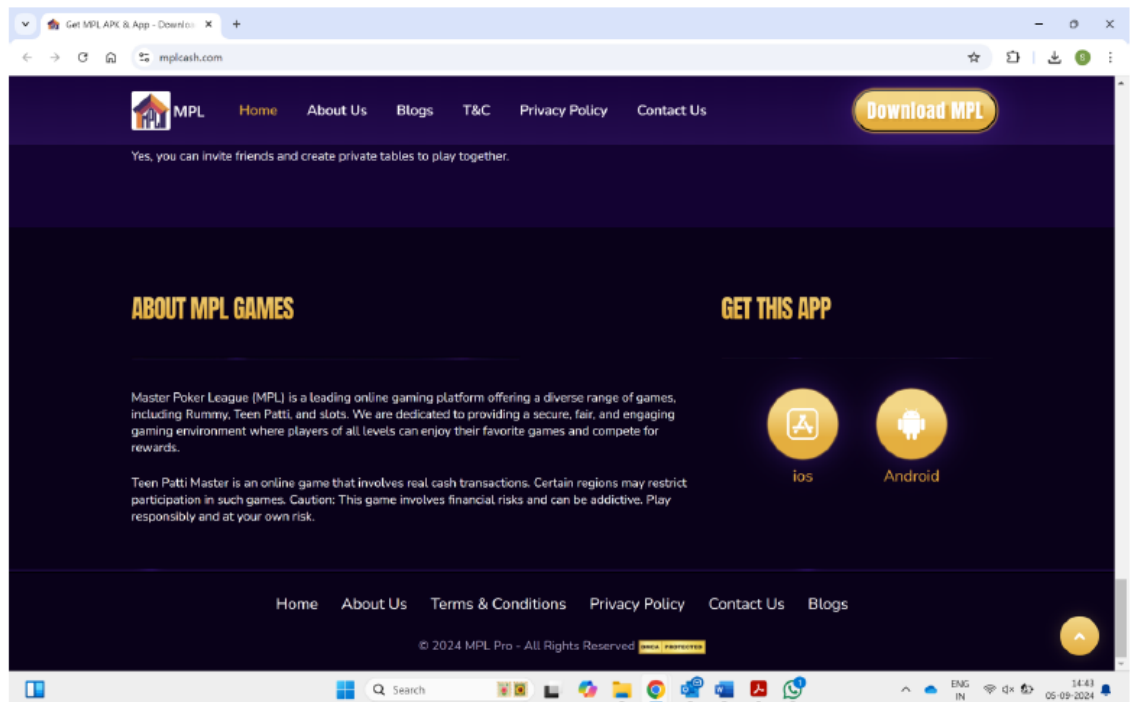 Get MPL APK & App - Downloa
mplcash.com
S
MPL Home About Us Blogs T&C Privacy Policy Contact Us Download MPL
Yes, you can invite friends and create private tables to play together.
ABOUT MPL GAMES
GET THIS APP
Master Poker League (MPL) is a leading online gaming platform offering a diverse range of games,
including Rummy, Teen Patti, and slots. We are dedicated to providing a secure, fair, and engaging
gaming environment where players of all levels can enjoy their favorite games and compete for
rewards.
Teen Patti Master is an online game that involves real cash transactions. Certain regions may restrict
participation in such games. Caution: This game involves financial risks and can be addictive. Play
responsibly and at your own risk.
ios Android
Home About Us Terms & Conditions Privacy Policy Contact Us Blogs
© 2024 MPL Pro - All Rights Reserved DMCA PROTECTED
Search
ENG
IN
14:43
05-09-2024